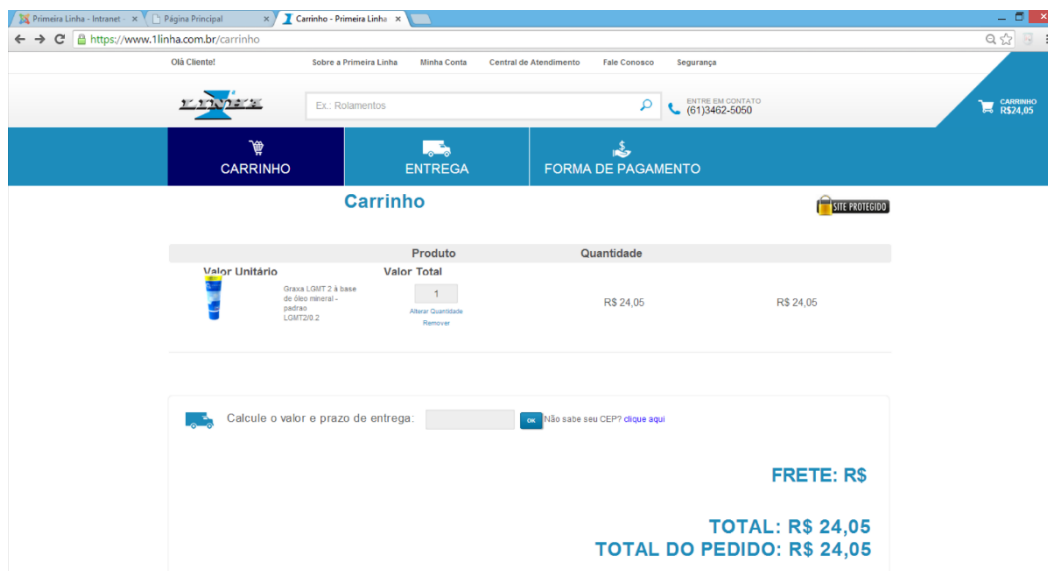 Primeira Linha - Intranet - Página Principal Carrinho - Primeira Linha
https://www.1linha.com.br/carrinho
Olá Cliente! Sobre a Primeira Linha Minha Conta Central de Atendimento Fale Conosco Segurança
LINHA Ex.: Rolamentos ENTRE EM CONTATO
(61)3462-5050
CARRINHO
R$24,05
CARRINHO ENTREGA FORMA DE PAGAMENTO
Carrinho
SITE PROTEGIDO
Produto Quantidade
Valor Unitário Valor Total
Graxa LGMT 2 à base
de óleo mineral -
padrao
LGMT2/0.2
1
Alterar Quantidade
Remover
R$ 24,05 R$ 24,05
Calcule o valor e prazo de entrega: OK Não sabe seu CEP? clique aqui
FRETE: R$
TOTAL: R$ 24,05
TOTAL DO PEDIDO: R$ 24,05